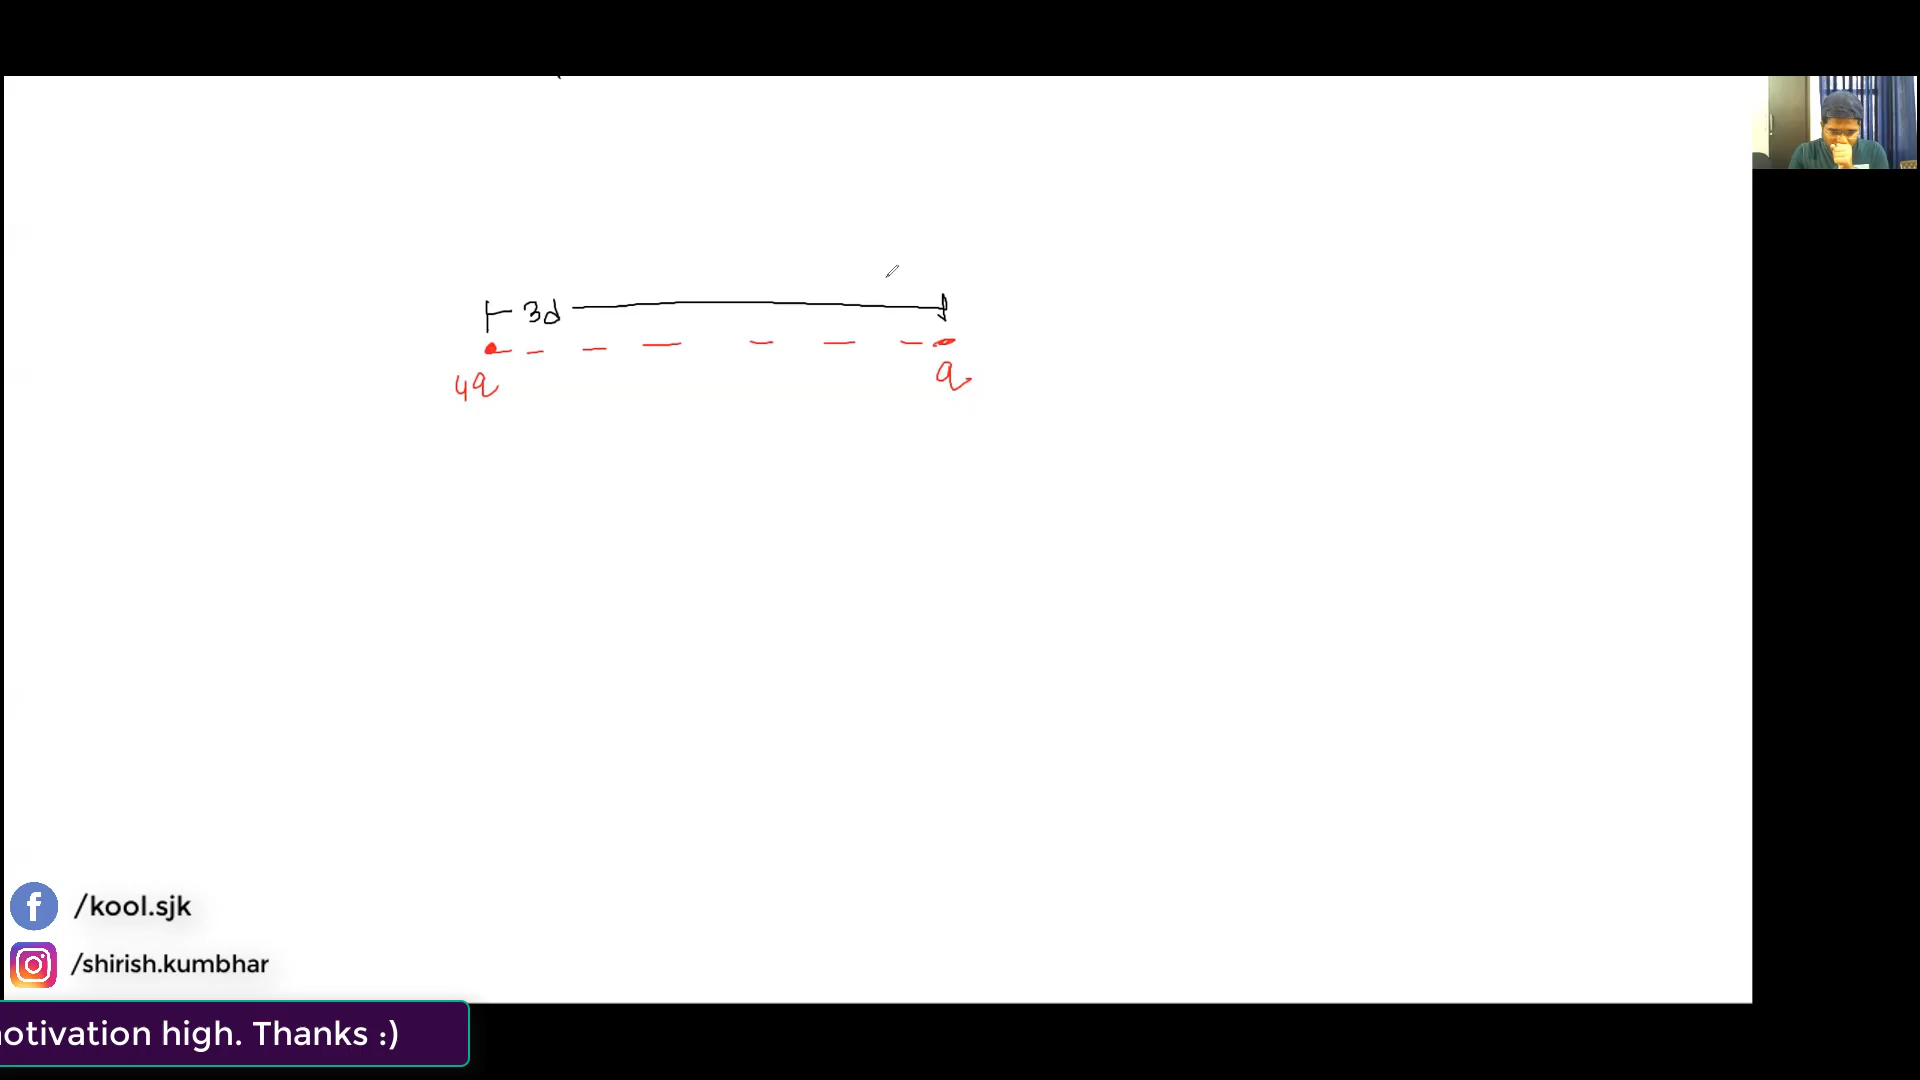 3d
4q q
/kool.sjk
/shirish.kumbhar
otivation high. Thanks :)